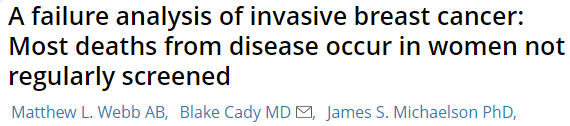 A failure analysis of invasive breast cancer:
Most deaths from disease occur in women not
regularly screened
Matthew L. Webb AB, Blake Cady MD, James S. Michaelson PhD,